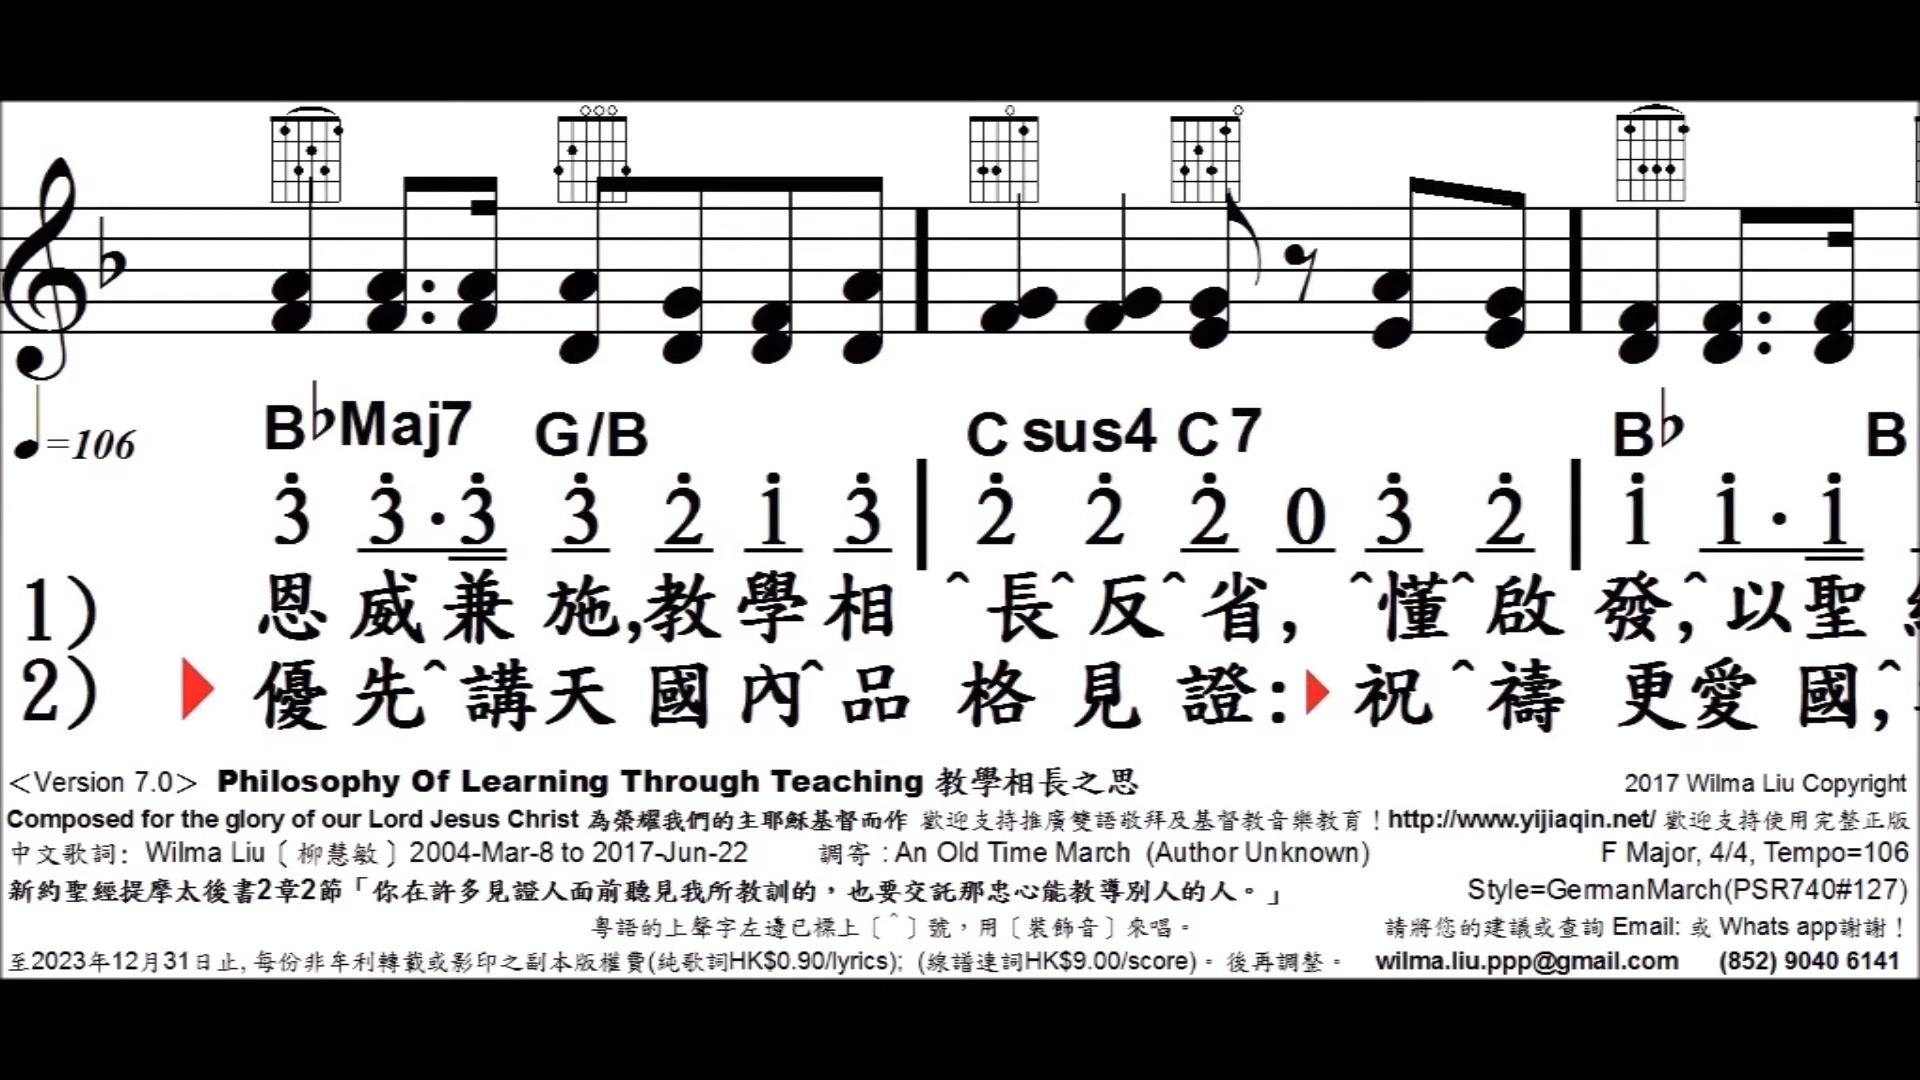 ♩=106 B♭Maj7 G/B C sus4 C7 B♭ B
3 3·3 3 2 1 3 | 2 2 2 0 3 2 | 1 1·1
1) 恩威兼施,教學相 ^長^反^省, ^懂^啟發,^以聖
2) 優先^講天國內^品格見證:祝^禱更愛國^,
<Version 7.0> Philosophy Of Learning Through Teaching 教學相長之思 2017 Wilma Liu Copyright
Composed for the glory of our Lord Jesus Christ 為榮耀我們的主耶穌基督而作 歡迎支持推廣雙語敬拜及基督教音樂教育!http://www.yijiaqin.net/ 歡迎支持使用完整正版
中文歌詞: Wilma Liu〔柳慧敏〕2004-Mar-8 to 2017-Jun-22 調寄:An Old Time March (Author Unknown) F Major, 4/4, Tempo=106
新約聖經提摩太後書2章2節「你在許多見證人面前聽見我所教訓的,也要交託那忠心能教導別人的人。」 Style=GermanMarch(PSR740#127)
粵語的上聲字左邊已標上〔^〕號,用〔裝飾音〕來唱。 請將您的建議或查詢 Email: 或 Whats app謝謝!
至2023年12月31日止,每份非牟利轉載或影印之副本版權費(純歌詞HK$0.90/lyrics); (線譜連詞HK$9.00/score)。後再調整。 wilma.liu.ppp@gmail.com (852) 9040 6141